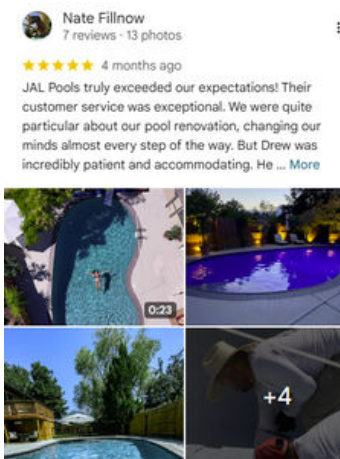 Nate Fillnow
7 reviews · 13 photos
★★★★★ 4 months ago
JAL Pools truly exceeded our expectations! Their
customer service was exceptional. We were quite
particular about our pool renovation, changing our
minds almost every step of the way. But Drew was
incredibly patient and accommodating. He ... More
0:23
+4